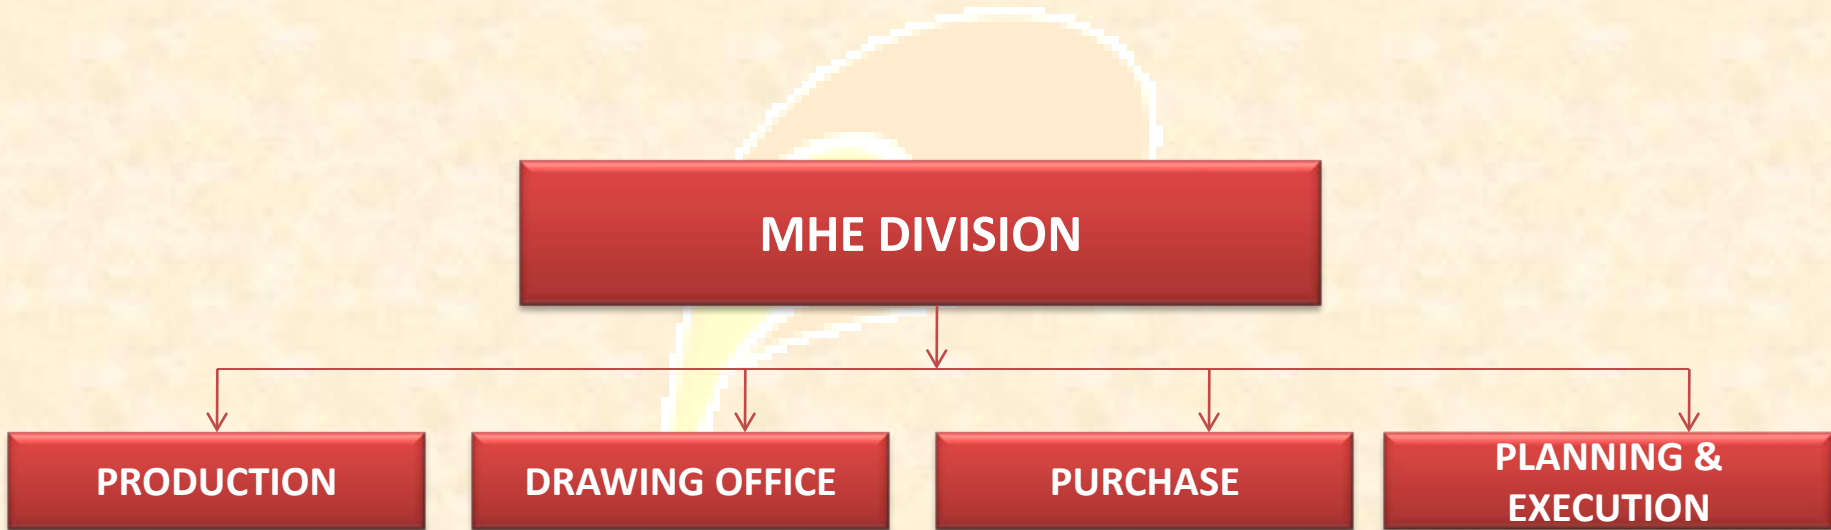 MHE DIVISION
PRODUCTION
DRAWING OFFICE
PURCHASE
PLANNING &
EXECUTION